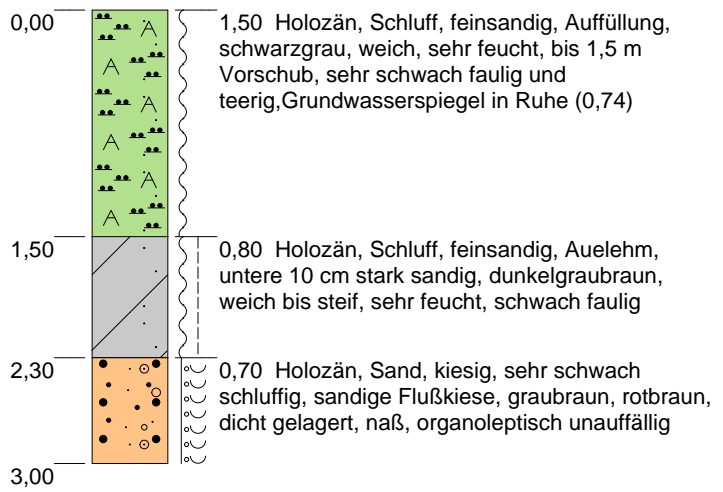 0,00
1,50 Holozän, Schluff, feinsandig, Auffüllung,
schwarzgrau, weich, sehr feucht, bis 1,5 m
Vorschub, sehr schwach faulig und
teerig,Grundwasserspiegel in Ruhe (0,74)
1,50
0,80 Holozän, Schluff, feinsandig, Auelehm,
untere 10 cm stark sandig, dunkelgraubraun,
weich bis steif, sehr feucht, schwach faulig
2,30
0,70 Holozän, Sand, kiesig, sehr schwach
schluffig, sandige Flußkiese, graubraun, rotbraun,
dicht gelagert, naß, organoleptisch unauffällig
3,00